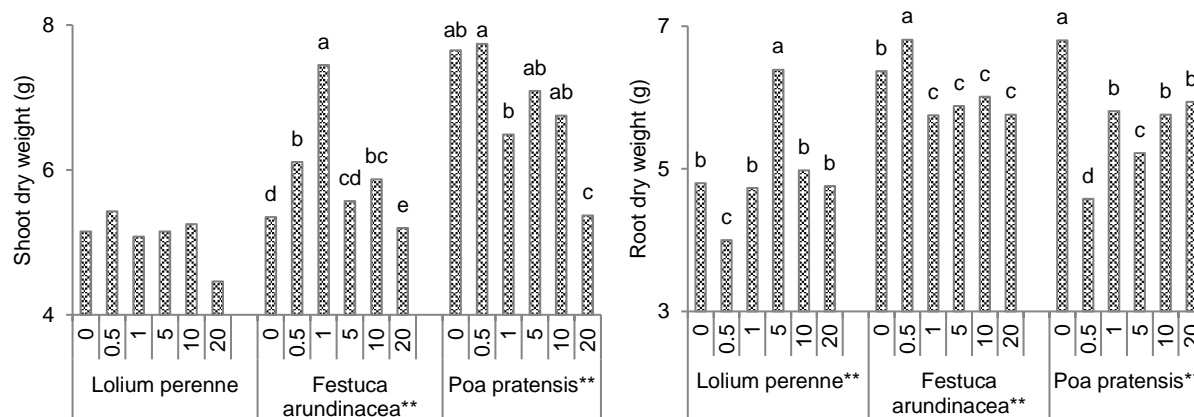 Shoot dry weight (g)
8
6
4
d
b
a
cd
bc
e
ab
a
b
ab
ab
c
0 0.5 1 5 10 20 0 0.5 1 5 10 20 0 0.5 1 5 10 20
Lolium perenne
Festuca
arundinacea**
Poa pratensis**
Root dry weight (g)
7
5
3
b
c
b
a
b
b
b
a
c
c
c
c
a
d
b
c
b
b
0 0.5 1 5 10 20 0 0.5 1 5 10 20 0 0.5 1 5 10 20
Lolium perenne**
Festuca
arundinacea**
Poa pratensis**